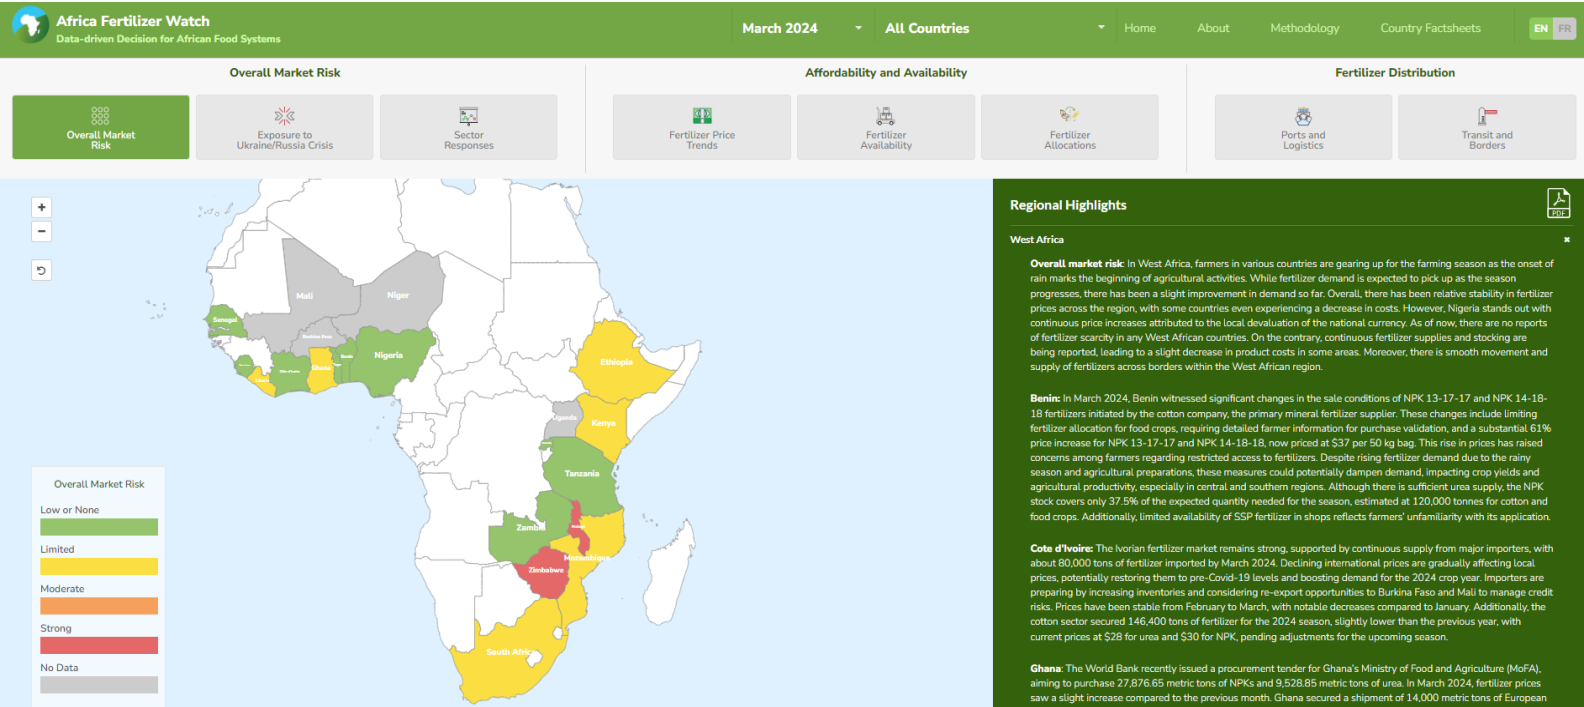 Africa Fertilizer Watch
Data-driven Decision for African Food Systems
March 2024
All Countries
Home
About
Methodology
Country Factsheets
EN
FR
Overall Market Risk
Affordability and Availability
Fertilizer Distribution
Overall Market
Risk
Exposure to
Ukraine/Russia Crisis
Sector
Responses
Fertilizer Price
Trends
Fertilizer
Availability
Fertilizer
Allocations
Ports and
Logistics
Transit and
Borders
+
−
Mali
Niger
Senegal
Burkina Faso
Nigeria
Benin
Ghana
Côte d'Ivoire
Ethiopia
Uganda
Kenya
Tanzania
Zambi
Mozambique
Zimbabwe
South Afric
Overall Market Risk
Low or None
Limited
Moderate
Strong
No Data
Regional Highlights
PDF
West Africa
Overall market risk: In West Africa, farmers in various countries are gearing up for the farming season as the onset of
rain marks the beginning of agricultural activities. While fertilizer demand is expected to pick up as the season
progresses, there has been a slight improvement in demand so far. Overall, there has been relative stability in fertilizer
prices across the region, with some countries even experiencing a decrease in costs. However, Nigeria stands out with
continuous price increases attributed to the local devaluation of the national currency. As of now, there are no reports
of fertilizer scarcity in any West African countries. On the contrary, continuous fertilizer supplies and stocking are
being reported, leading to a slight decrease in product costs in some areas. Moreover, there is smooth movement and
supply of fertilizers across borders within the West African region.
Benin: In March 2024, Benin witnessed significant changes in the sale conditions of NPK 13-17-17 and NPK 14-18-
18 fertilizers initiated by the cotton company, the primary mineral fertilizer supplier. These changes include limiting
fertilizer allocation for food crops, requiring detailed farmer information for purchase validation, and a substantial 61%
price increase for NPK 13-17-17 and NPK 14-18-18, now priced at $37 per 50 kg bag. This rise in prices has raised
concerns among farmers regarding restricted access to fertilizers. Despite rising fertilizer demand due to the rainy
season and agricultural preparations, these measures could potentially dampen demand, impacting crop yields and
agricultural productivity, especially in central and southern regions. Although there is sufficient urea supply, the NPK
stock covers only 37.5% of the expected quantity needed for the season, estimated at 120,000 tonnes for cotton and
food crops. Additionally, limited availability of SSP fertilizer in shops reflects farmers' unfamiliarity with its application.
Cote d'Ivoire: The Ivorian fertilizer market remains strong, supported by continuous supply from major importers, with
about 80,000 tons of fertilizer imported by March 2024. Declining international prices are gradually affecting local
prices, potentially restoring them to pre-Covid-19 levels and boosting demand for the 2024 crop year. Importers are
preparing by increasing inventories and considering re-export opportunities to Burkina Faso and Mali to manage credit
risks. Prices have been stable from February to March, with notable decreases compared to January. Additionally, the
cotton sector secured 146,400 tons of fertilizer for the 2024 season, slightly lower than the previous year, with
current prices at $28 for urea and $30 for NPK, pending adjustments for the upcoming season.
Ghana: The World Bank recently issued a procurement tender for Ghana's Ministry of Food and Agriculture (MoFA),
aiming to purchase 27,876.65 metric tons of NPKs and 9,528.85 metric tons of urea. In March 2024, fertilizer prices
saw a slight increase compared to the previous month. Ghana secured a shipment of 14,000 metric tons of European